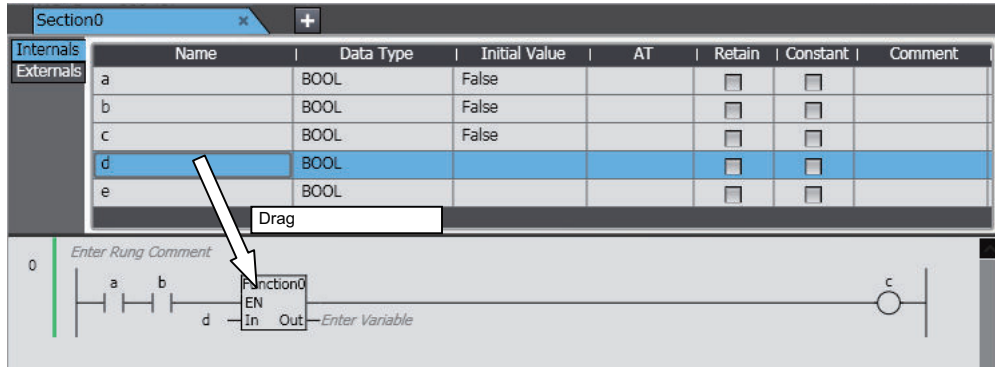 Section0 × +
Internals Name Data Type Initial Value AT Retain Constant Comment
Externals
a BOOL False
b BOOL False
c BOOL False
d BOOL
e BOOL
Drag
Enter Rung Comment
0
a b Function0 c
EN
d In Out Enter Variable